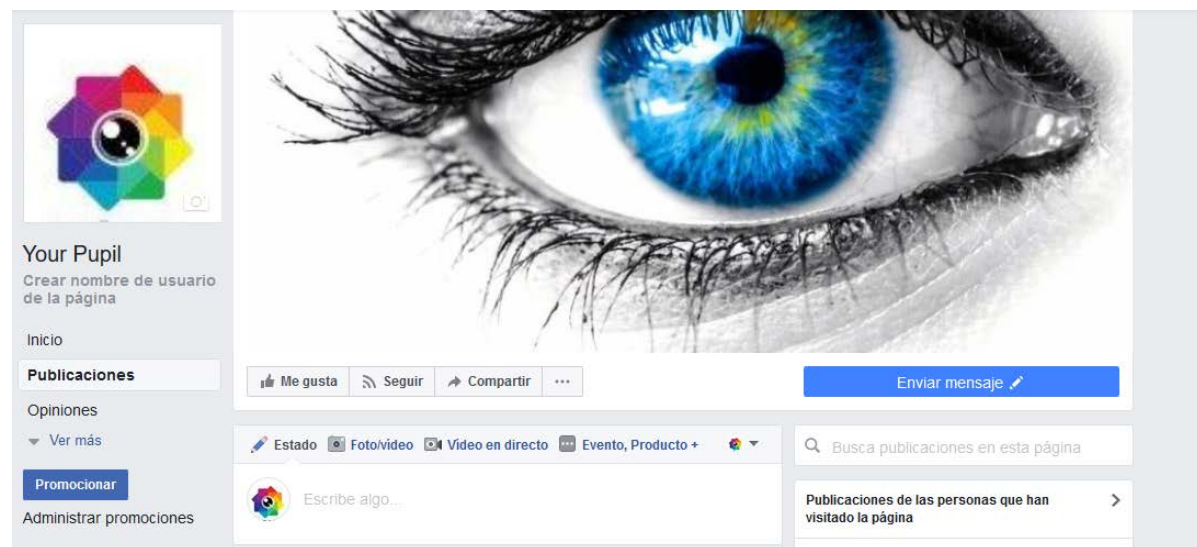 Your Pupil
Crear nombre de usuario
de la página
Inicio
Publicaciones
Opiniones
Ver más
Promocionar
Administrar promociones
Me gusta
Seguir
Compartir
...
Enviar mensaje
Estado
Foto/video
Video en directo
Evento, Producto +
Escribe algo...
Busca publicaciones en esta página
Publicaciones de las personas que han
visitado la página